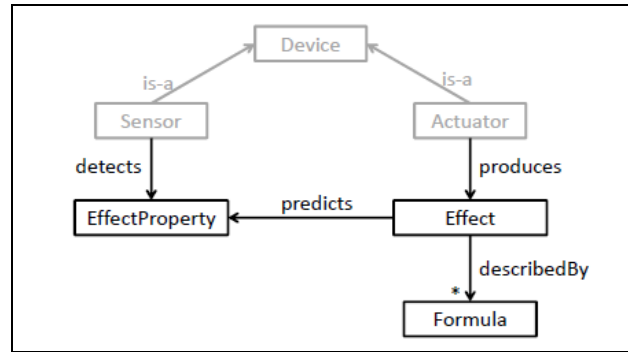 Device
is-a
is-a
Sensor
Actuator
detects
produces
predicts
EffectProperty
Effect
describedBy
*
Formula